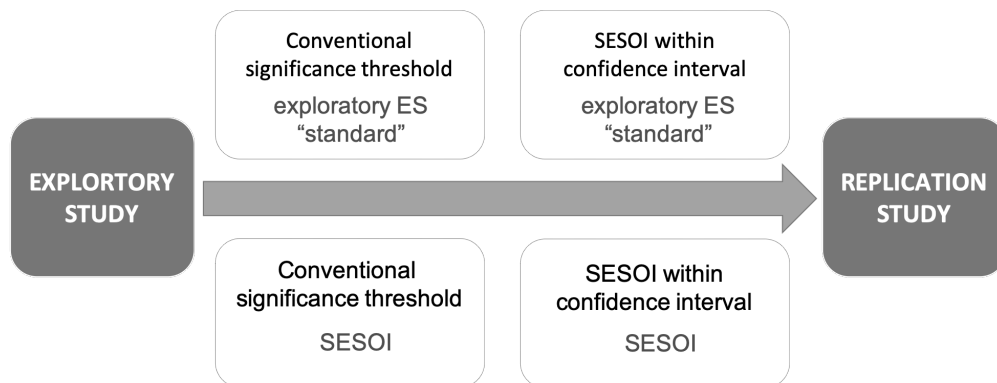 EXPLORTORY
STUDY
Conventional
significance threshold
exploratory ES
“standard”
SESOI within
confidence interval
exploratory ES
“standard”
Conventional
significance threshold
SESOI
SESOI within
confidence interval
SESOI
REPLICATION
STUDY